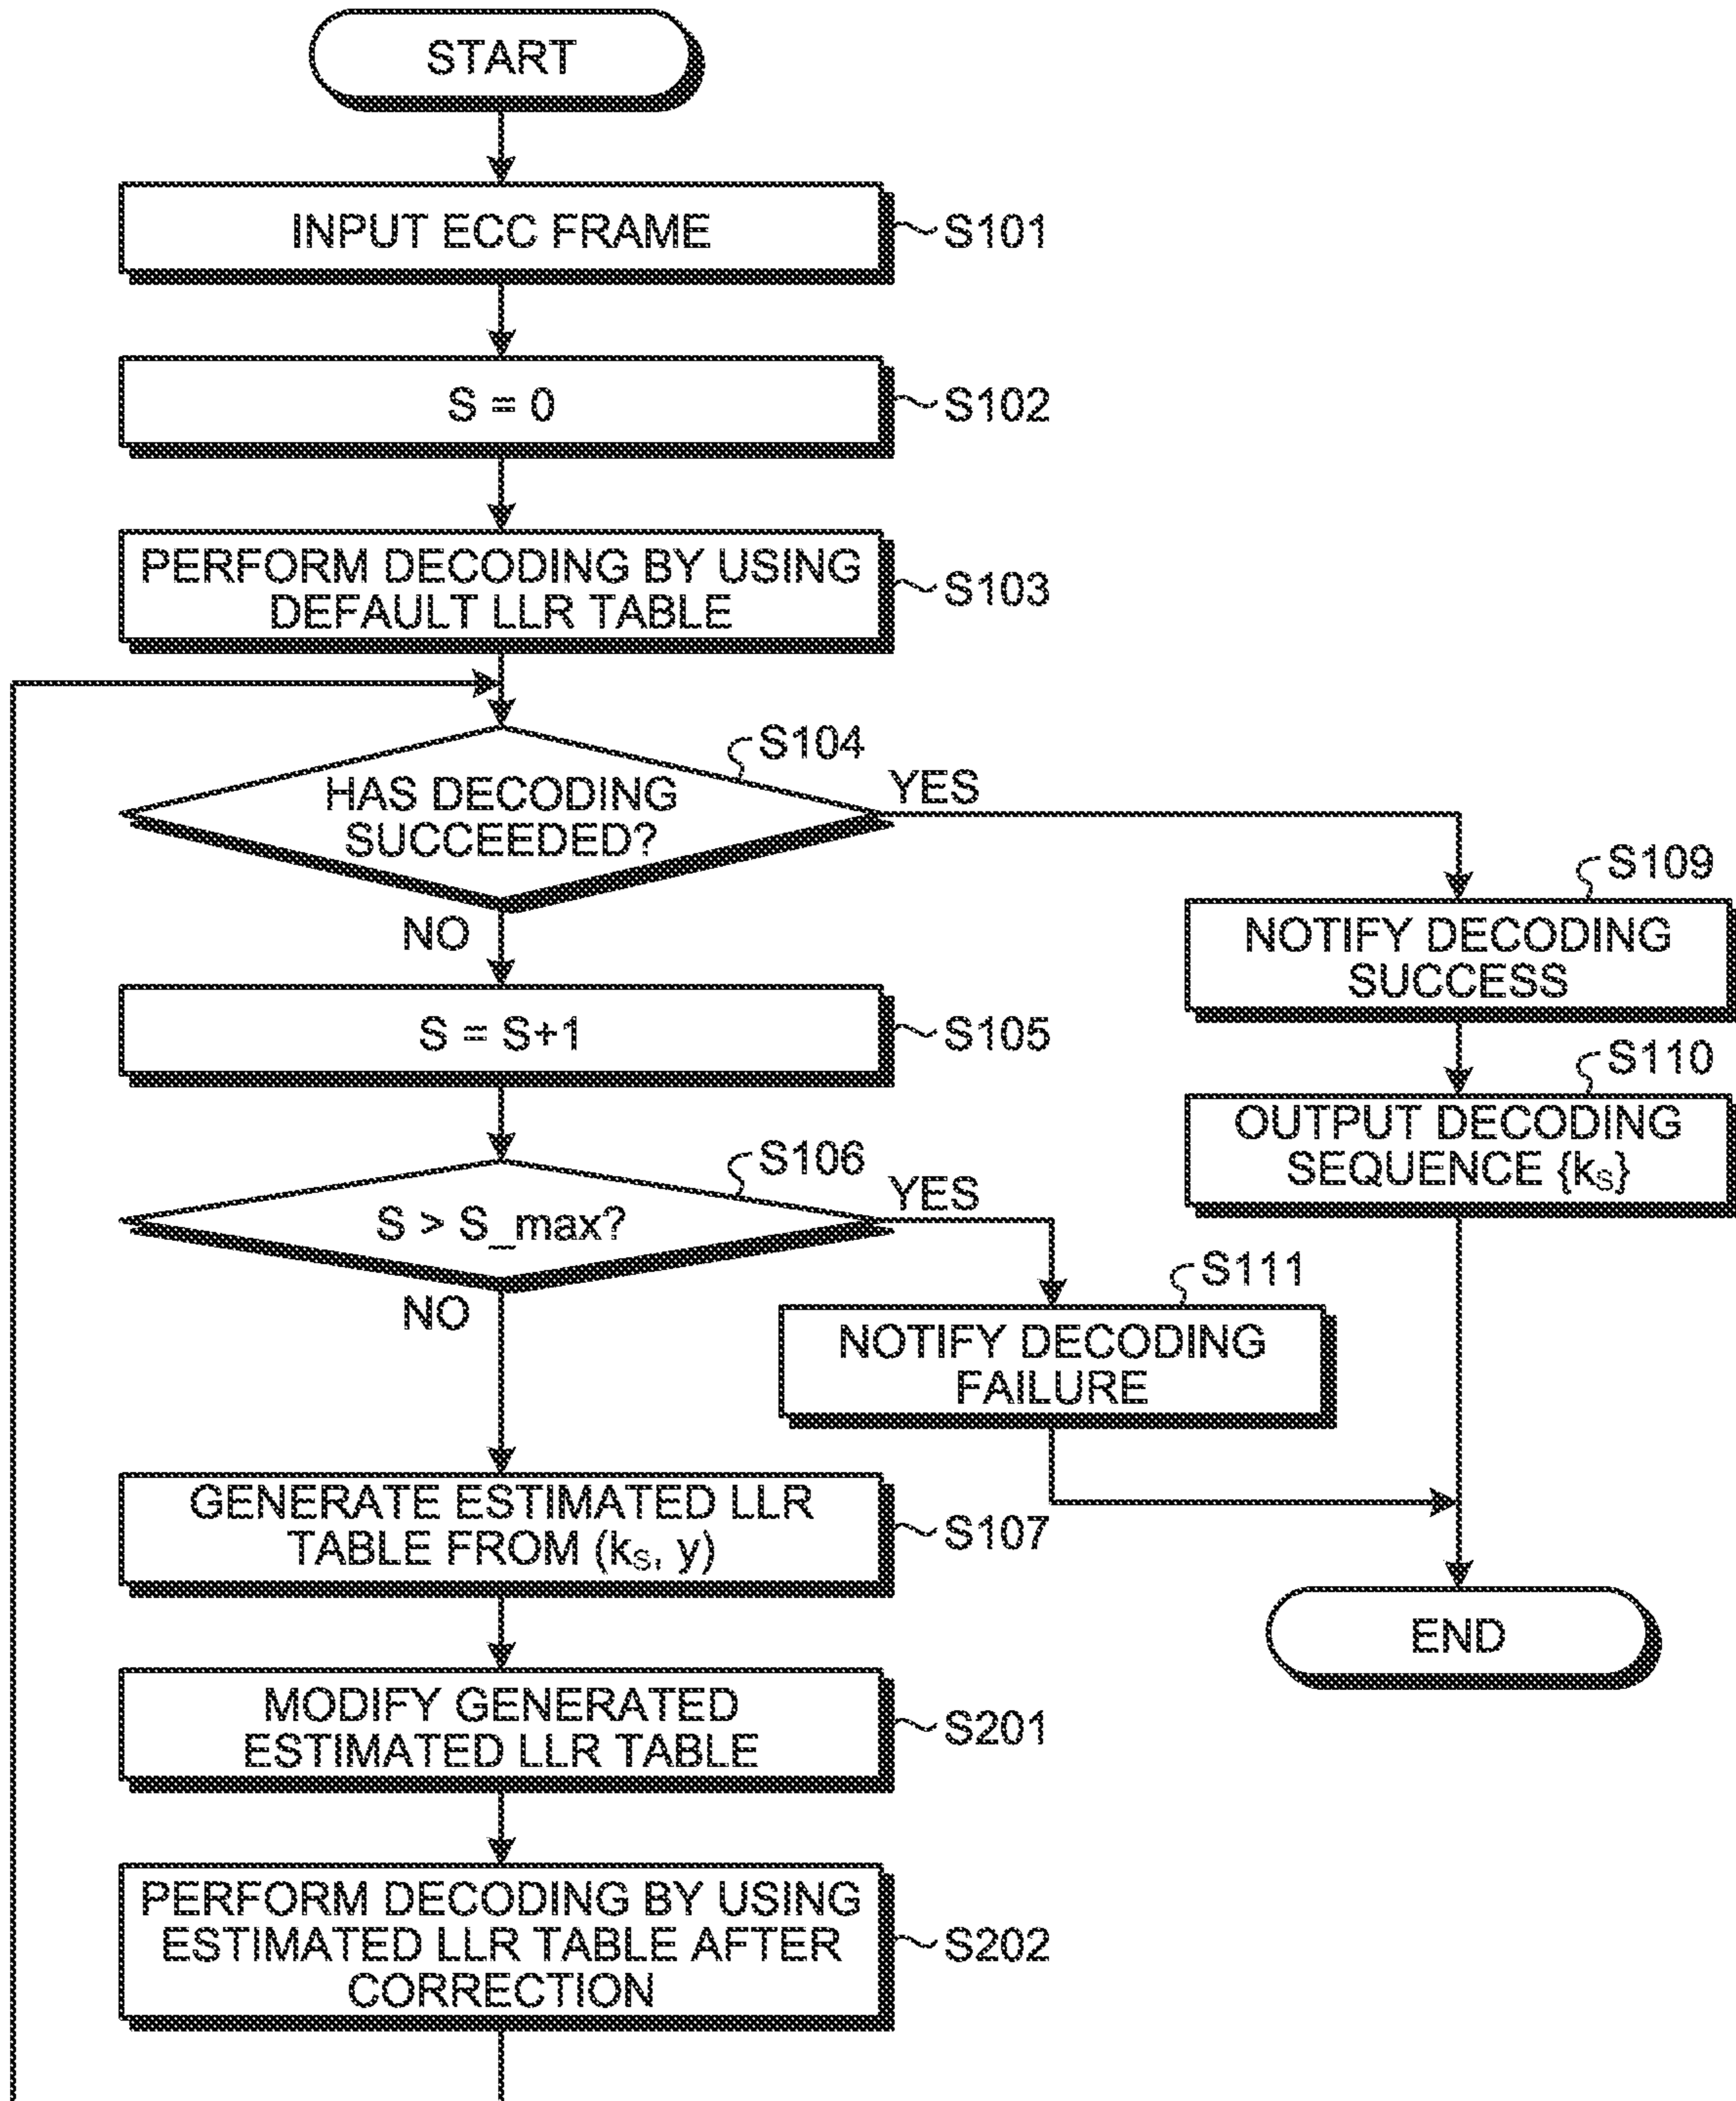 START
INPUT ECC FRAME
S101
S = 0
S102
PERFORM DECODING BY USING
DEFAULT LLR TABLE
S103
HAS DECODING
SUCCEEDED?
S104
YES
NO
S109
NOTIFY DECODING
SUCCESS
S = S+1
S105
S110
OUTPUT DECODING
SEQUENCE {kS}
S > S_max?
S106
YES
NO
S111
NOTIFY DECODING
FAILURE
GENERATE ESTIMATED LLR
TABLE FROM (kS, y)
S107
END
MODIFY GENERATED
ESTIMATED LLR TABLE
S201
PERFORM DECODING BY USING
ESTIMATED LLR TABLE AFTER
CORRECTION
S202